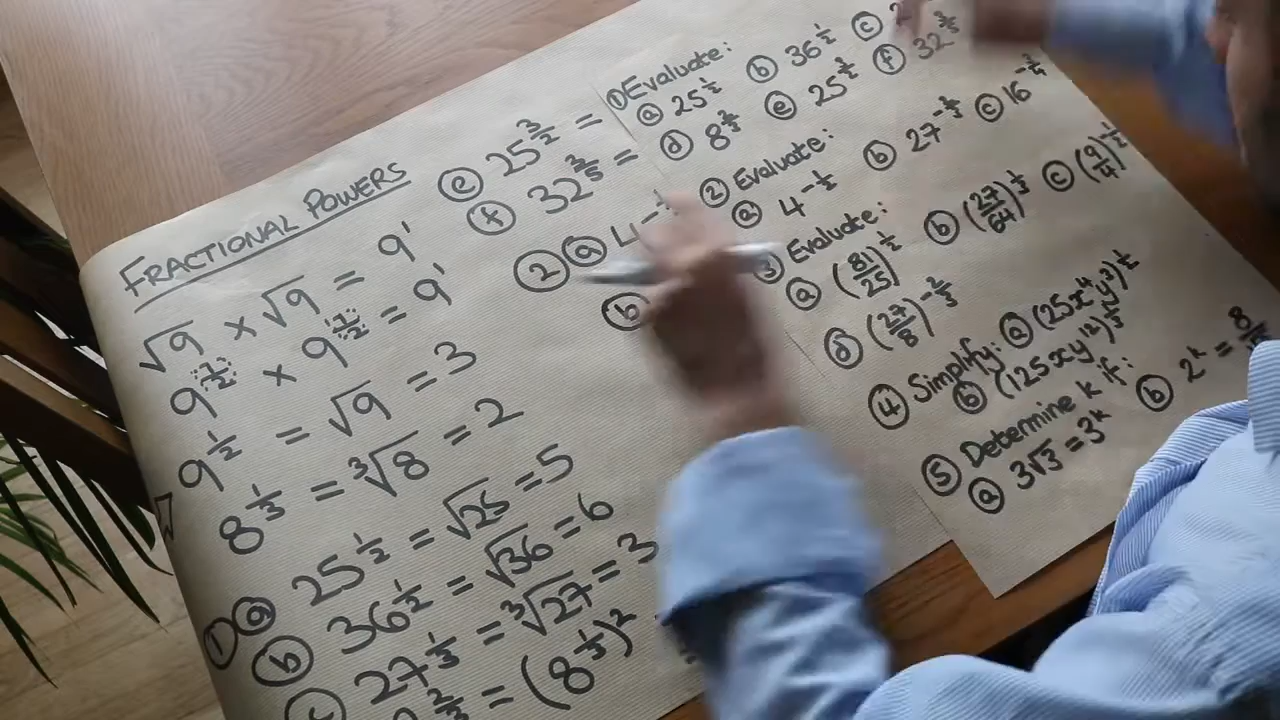 FRACTIONAL POWERS
√9 × √9 = 9¹
9^½ × 9^½ = 9¹
9^½ = √9 = 3
8^⅓ = ³√8 = 2
① ⓐ 25^½ = √25 = 5
ⓑ 36^½ = √36 = 6
ⓒ 27^⅓ = ³√27 = 3
= (8^⅓)²
ⓔ 25^(3/2) =
ⓕ 32^(3/5) =
② ⓐ 4
ⓑ
① Evaluate:
ⓐ 25^½ ⓑ 36^½ ⓒ
ⓓ 8^⅔ ⓔ 25^(3/2) ⓕ 32^(3/5)
② Evaluate:
ⓐ 4^(-½) ⓑ 27^(-⅔) ⓒ 16^(-¾)
③ Evaluate:
ⓐ (81/25)^½ ⓑ (27/64)^⅓ ⓒ (9/4)^(-½)
ⓓ (27/8)^(-⅔)
④ Simplify: ⓐ (25x⁴y²)^½
ⓑ (125xy¹²)^⅓
⑤ Determine k if:
ⓐ 3√3 = 3^k ⓑ 2^k = 8/